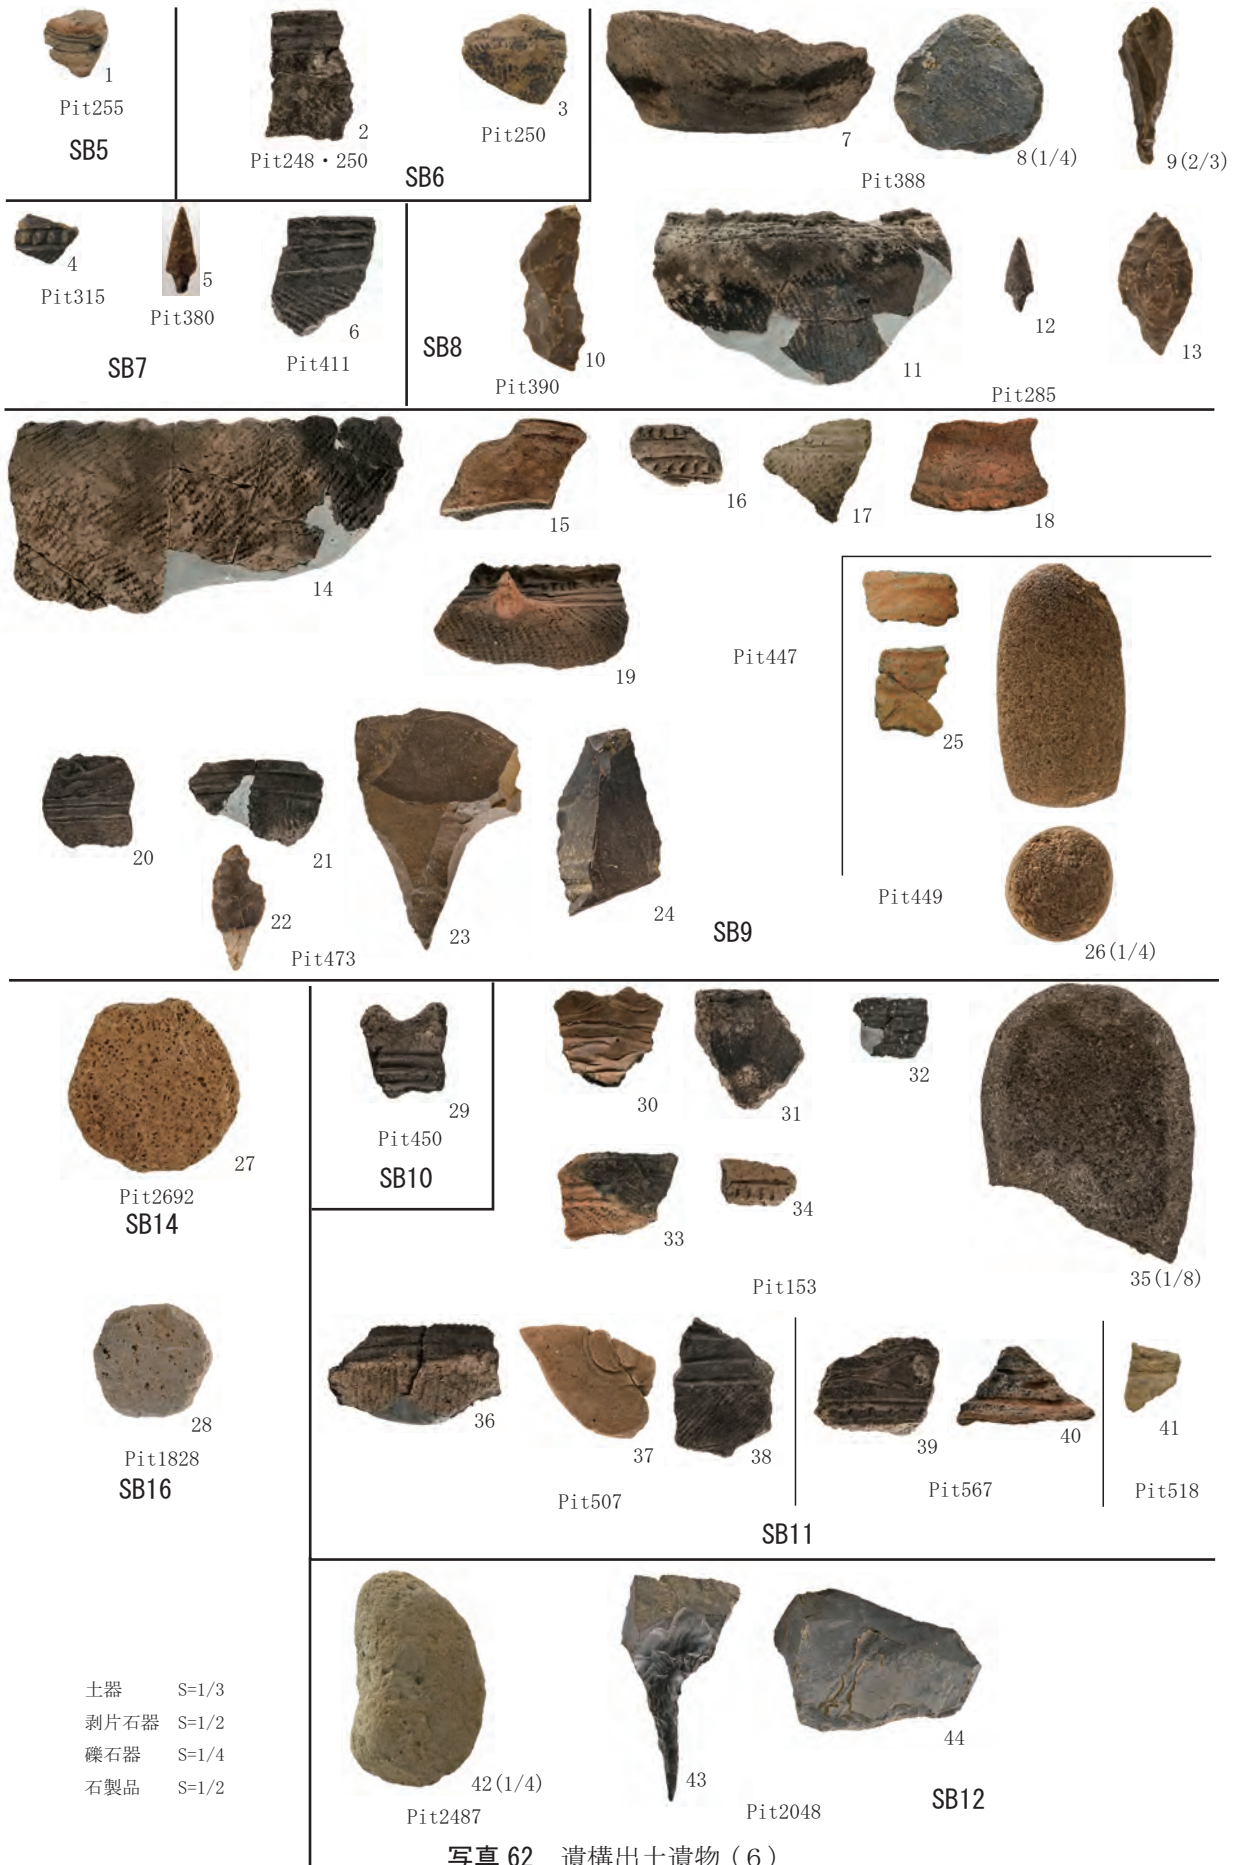 1
Pit255
SB5
2
Pit248・250
3
Pit250
SB6
7
8(1/4)
9(2/3)
Pit388
4
Pit315
5
Pit380
6
Pit411
SB7
SB8
10
Pit390
11
12
13
Pit285
14
15
16
17
18
19
Pit447
20
21
22
Pit473
23
24
SB9
25
Pit449
26(1/4)
27
Pit2692
SB14
28
Pit1828
SB16
29
Pit450
SB10
30
31
32
33
34
Pit153
35(1/8)
36
37
38
Pit507
39
40
Pit567
41
Pit518
SB11
42(1/4)
Pit2487
43
Pit2048
44
SB12
土器 S=1/3
剥片石器 S=1/2
礫石器 S=1/4
石製品 S=1/2
写真 62 遺構出土遺物(6)